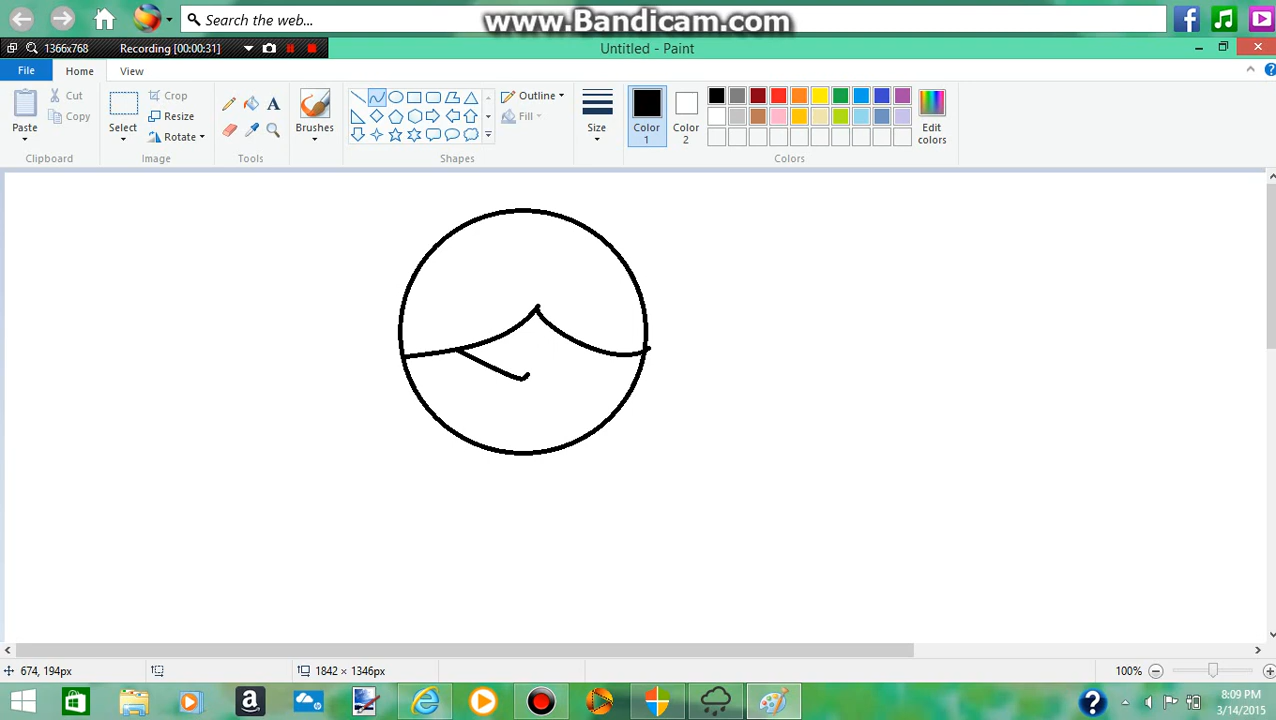 Search the web...
www.Bandicam.com
1366x768 Recording [00:00:31]
Untitled - Paint
File Home View
Paste Cut Copy
Clipboard
Select Crop Resize Rotate
Image
A
Tools
Brushes
Outline Fill
Shapes
Size
Color 1
Color 2
Edit colors
Colors
674, 194px
1842 × 1346px
100%
8:09 PM
3/14/2015